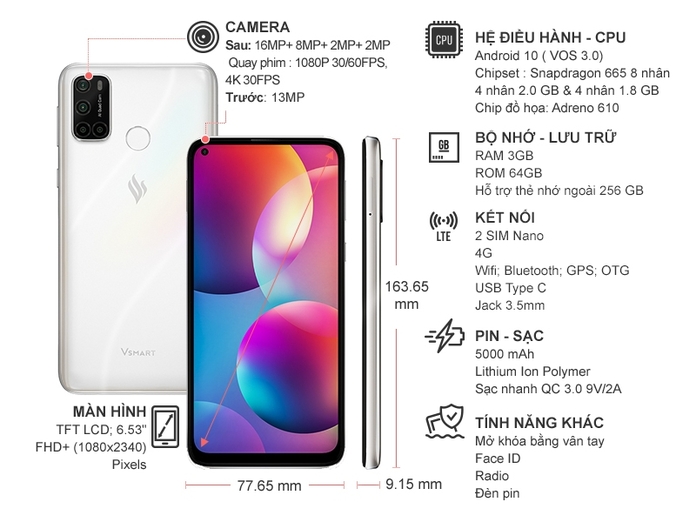 CAMERA
Sau: 16MP+ 8MP+ 2MP+ 2MP
Quay phim : 1080P 30/60FPS,
4K 30FPS
Trước: 13MP
VSMART
MÀN HÌNH
TFT LCD; 6.53"
FHD+ (1080x2340)
Pixels
163.65
mm
77.65 mm
9.15 mm
CPU
HỆ ĐIỀU HÀNH - CPU
Android 10 ( VOS 3.0)
Chipset : Snapdragon 665 8 nhân
4 nhân 2.0 GB & 4 nhân 1.8 GB
Chip đồ họa: Adreno 610
GB
BỘ NHỚ - LƯU TRỮ
RAM 3GB
ROM 64GB
Hỗ trợ thẻ nhớ ngoài 256 GB
LTE
KẾT NỐI
2 SIM Nano
4G
Wifi; Bluetooth; GPS; OTG
USB Type C
Jack 3.5mm
PIN - SẠC
5000 mAh
Lithium Ion Polymer
Sạc nhanh QC 3.0 9V/2A
TÍNH NĂNG KHÁC
Mở khóa bằng vân tay
Face ID
Radio
Đèn pin